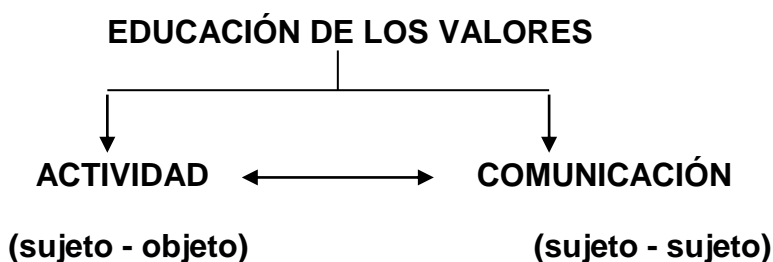 EDUCACIÓN DE LOS VALORES
ACTIVIDAD COMUNICACIÓN
(sujeto - objeto) (sujeto - sujeto)